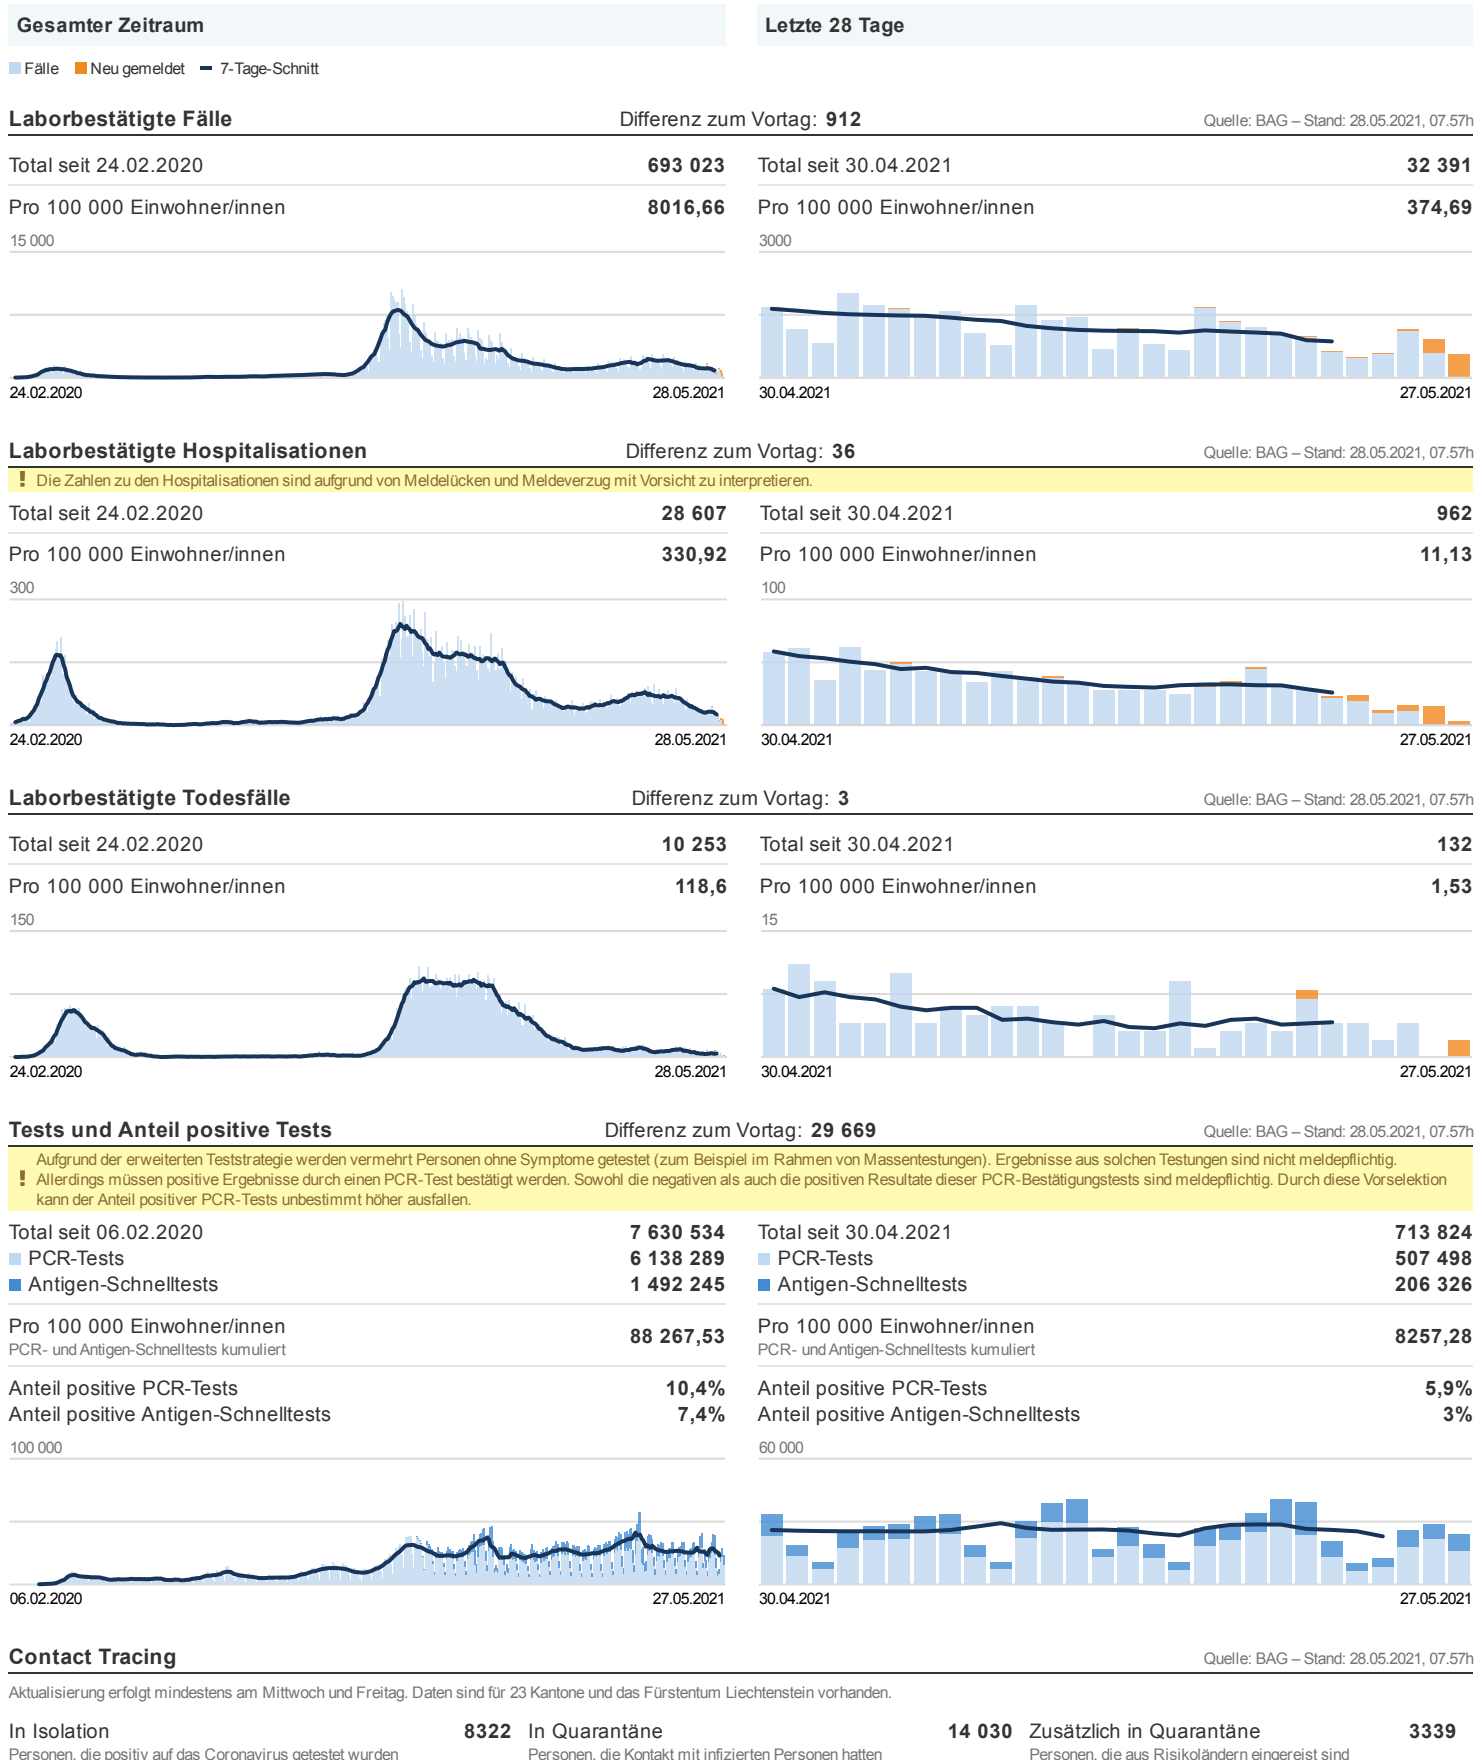 Gesamter Zeitraum
Letzte 28 Tage
Fälle Neu gemeldet 7-Tage-Schnitt
Laborbestätigte Fälle Differenz zum Vortag: 912 Quelle: BAG – Stand: 28.05.2021, 07.57h
Total seit 24.02.2020 693 023
Pro 100 000 Einwohner/innen 8016,66
15 000
24.02.2020 28.05.2021
Total seit 30.04.2021 32 391
Pro 100 000 Einwohner/innen 374,69
3000
30.04.2021 27.05.2021
Laborbestätigte Hospitalisationen Differenz zum Vortag: 36 Quelle: BAG – Stand: 28.05.2021, 07.57h
! Die Zahlen zu den Hospitalisationen sind aufgrund von Meldelücken und Meldeverzug mit Vorsicht zu interpretieren.
Total seit 24.02.2020 28 607
Pro 100 000 Einwohner/innen 330,92
300
24.02.2020 28.05.2021
Total seit 30.04.2021 962
Pro 100 000 Einwohner/innen 11,13
100
30.04.2021 27.05.2021
Laborbestätigte Todesfälle Differenz zum Vortag: 3 Quelle: BAG – Stand: 28.05.2021, 07.57h
Total seit 24.02.2020 10 253
Pro 100 000 Einwohner/innen 118,6
150
24.02.2020 28.05.2021
Total seit 30.04.2021 132
Pro 100 000 Einwohner/innen 1,53
15
30.04.2021 27.05.2021
Tests und Anteil positive Tests Differenz zum Vortag: 29 669 Quelle: BAG – Stand: 28.05.2021, 07.57h
Aufgrund der erweiterten Teststrategie werden vermehrt Personen ohne Symptome getestet (zum Beispiel im Rahmen von Massentestungen). Ergebnisse aus solchen Testungen sind nicht meldepflichtig.
! Allerdings müssen positive Ergebnisse durch einen PCR-Test bestätigt werden. Sowohl die negativen als auch die positiven Resultate dieser PCR-Bestätigungstests sind meldepflichtig. Durch diese Vorselektion
kann der Anteil positiver PCR-Tests unbestimmt höher ausfallen.
Total seit 06.02.2020 7 630 534
PCR-Tests 6 138 289
Antigen-Schnelltests 1 492 245
Pro 100 000 Einwohner/innen 88 267,53
PCR- und Antigen-Schnelltests kumuliert
Anteil positive PCR-Tests 10,4%
Anteil positive Antigen-Schnelltests 7,4%
100 000
06.02.2020 27.05.2021
Total seit 30.04.2021 713 824
PCR-Tests 507 498
Antigen-Schnelltests 206 326
Pro 100 000 Einwohner/innen 8257,28
PCR- und Antigen-Schnelltests kumuliert
Anteil positive PCR-Tests 5,9%
Anteil positive Antigen-Schnelltests 3%
60 000
30.04.2021 27.05.2021
Contact Tracing Quelle: BAG – Stand: 28.05.2021, 07.57h
Aktualisierung erfolgt mindestens am Mittwoch und Freitag. Daten sind für 23 Kantone und das Fürstentum Liechtenstein vorhanden.
In Isolation 8322
Personen, die positiv auf das Coronavirus getestet wurden
In Quarantäne 14 030
Personen, die Kontakt mit infizierten Personen hatten
Zusätzlich in Quarantäne 3339
Personen, die aus Risikoländern eingereist sind